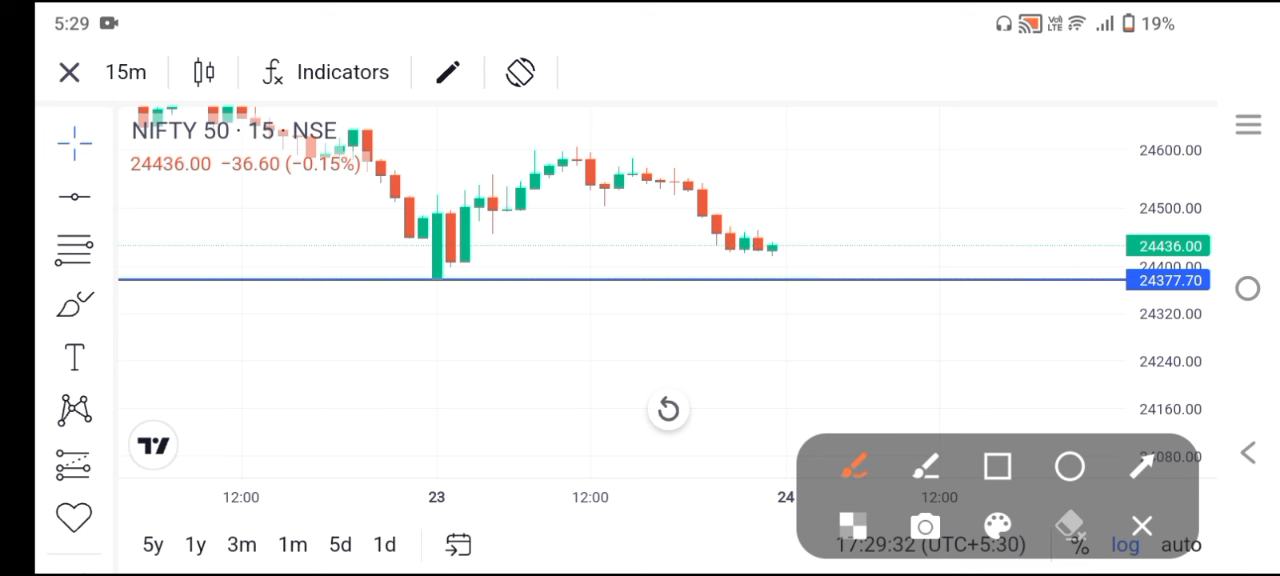 5:29
Vo)
LTE
19%
15m
Indicators
NIFTY 50 · 15 · NSE
24436.00 −36.60 (−0.15%)
24600.00
24500.00
24436.00
24400.00
24377.70
24320.00
24240.00
24160.00
24080.00
12:00 23 12:00 24 12:00
5y 1y 3m 1m 5d 1d
17:29:32 (UTC+5:30) % log auto